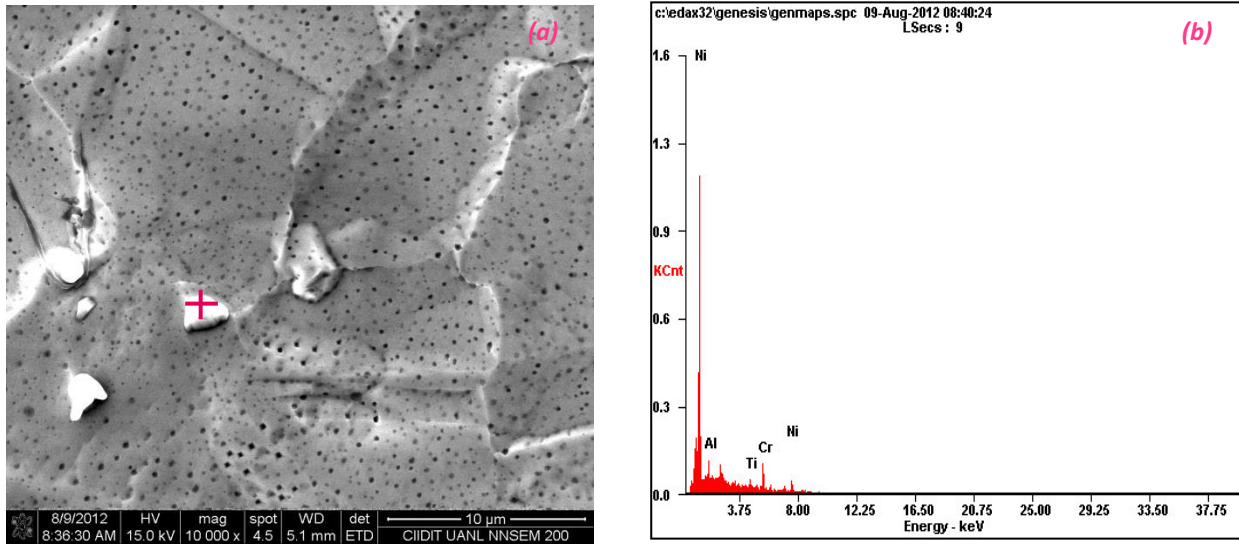 (a)
8/9/2012 HV mag spot WD det 10 µm
8:36:30 AM 15.0 kV 10 000 x 4.5 5.1 mm ETD CIIDIT UANL NNSEM 200
c:\edax32\genesis\genmaps.spc 09-Aug-2012 08:40:24
LSecs : 9
(b)
1.6 Ni
1.3
0.9
KCnt
0.6
0.3
Al Ti Cr Ni
0.0
3.75 8.00 12.25 16.50 20.75 25.00 29.25 33.50 37.75
Energy - keV